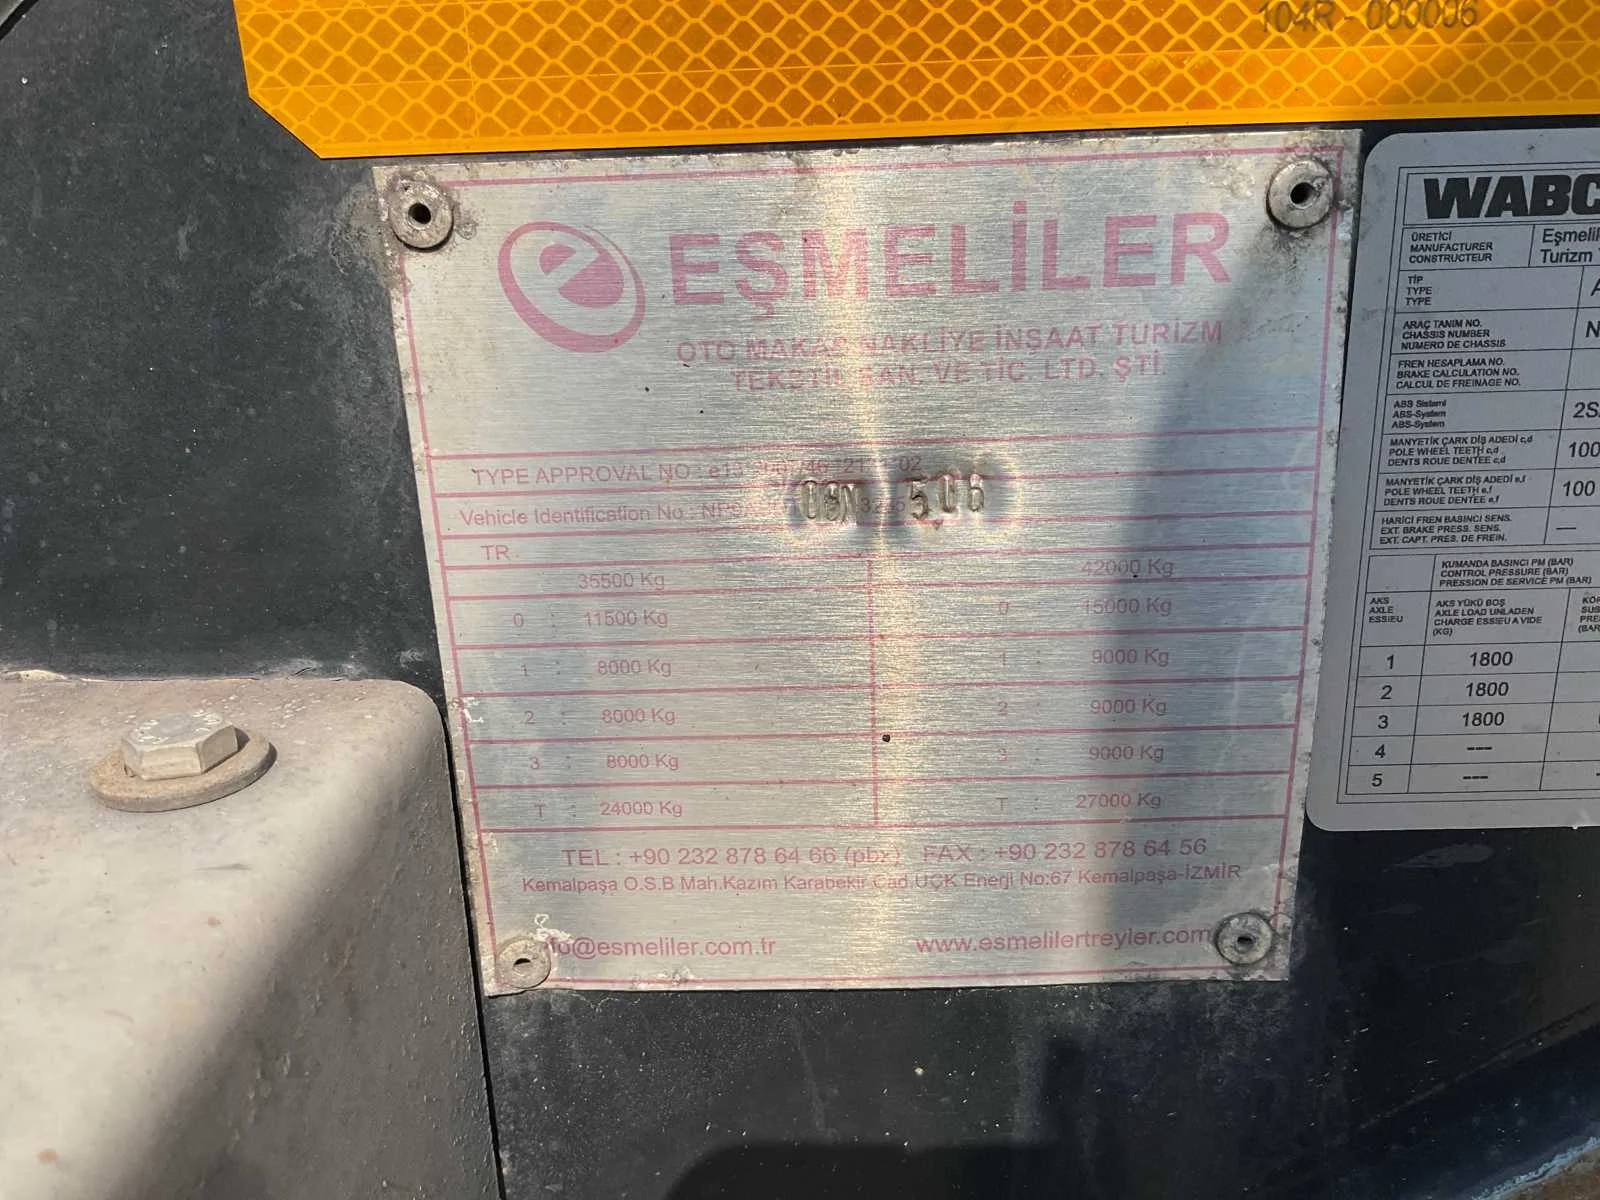 104R - 000006
EŞMELİLER
OTO MAKAS NAKLİYE İNSAAT TURİZM
TEKSTİL SAN. VE TİC. LTD. ŞTİ.
TYPE APPROVAL NO : 02
Vehicle Identification No :
506
TR
35500 Kg 42000 Kg
0 : 11500 Kg 0 : 15000 Kg
1 : 8000 Kg 1 : 9000 Kg
2 : 8000 Kg 2 : 9000 Kg
3 : 8000 Kg 3 : 9000 Kg
T : 24000 Kg T : 27000 Kg
TEL : +90 232 878 64 66 (pbx) FAX : +90 232 878 64 56
Kemalpaşa O.S.B Mah.Kazım Karabekir Cad.UÇK Enerji No:67 Kemalpaşa-İZMİR
fo@esmeliler.com.tr www.esmelilertreyler.com
WABC
ÜRETİCİ
MANUFACTURER
CONSTRUCTEUR
Eşmelil
Turizm
TİP
TYPE
TYPE
A
ARAÇ TANIM NO.
CHASSIS NUMBER
NUMERO DE CHASSIS
N
FREN HESAPLAMA NO.
BRAKE CALCULATION NO.
CALCUL DE FREINAGE NO.
ABS Sistemi
ABS-System
ABS-System
2S
MANYETİK ÇARK DİŞ ADEDİ c,d
POLE WHEEL TEETH c,d
DENTS ROUE DENTEE c,d
100
MANYETİK ÇARK DİŞ ADEDİ e,f
POLE WHEEL TEETH e,f
DENTS ROUE DENTEE e,f
100
HARİCİ FREN BASINCI SENS.
EXT. BRAKE PRESS. SENS.
EXT. CAPT. PRES. DE FREIN.
—
KUMANDA BASINCI PM (BAR)
CONTROL PRESSURE (BAR)
PRESSION DE SERVICE PM (BAR)
AKS
AXLE
ESSIEU
AKS YÜKÜ BOŞ
AXLE LOAD UNLADEN
CHARGE ESSIEU A VIDE
(KG)
KÖR
SUS
PRE
(BAR
1 1800
2 1800
3 1800
4 ---
5 ---